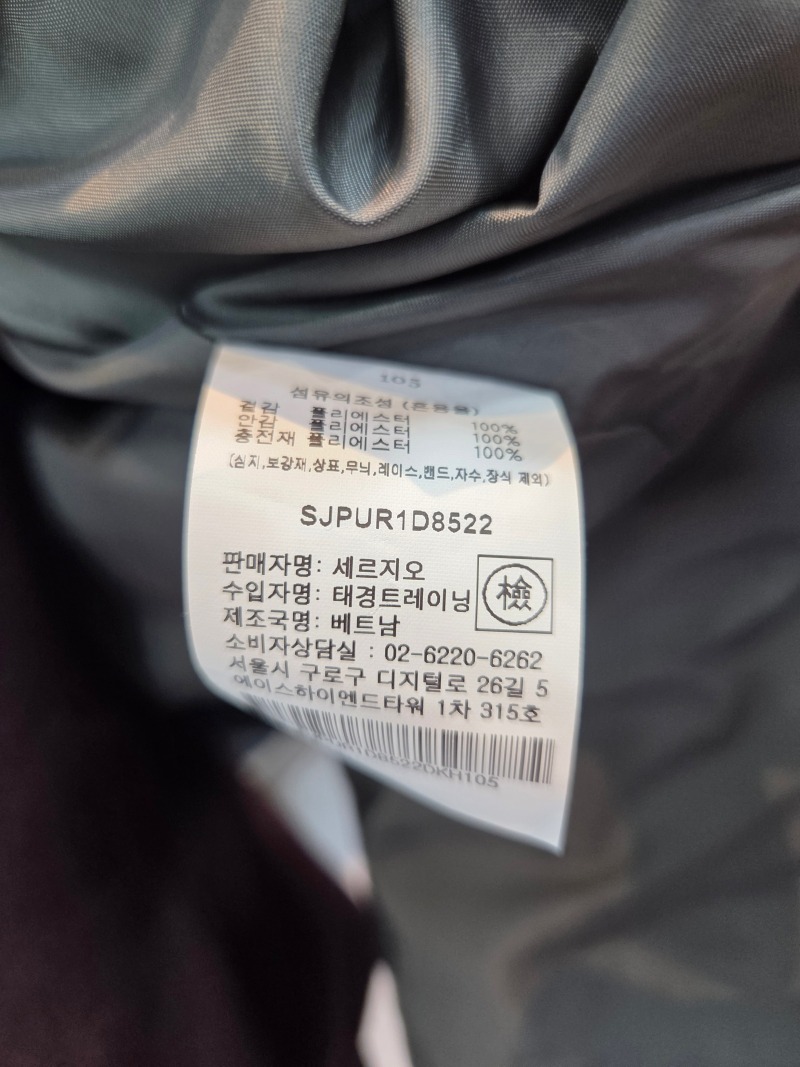 105
섬유의조성 (혼용율)
겉감 폴리에스터 100%
안감 폴리에스터 100%
충전재 폴리에스터 100%
(심지,보강재,상표,무늬,레이스,밴드,자수,장식 제외)
SJPUR1D8522
판매자명: 세르지오
수입자명: 태경트레이닝
檢
제조국명: 베트남
소비자상담실 : 02-6220-6262
서울시 구로구 디지털로 26길 5
에이스하이엔드타워 1차 315호
SJPUR1D8522DKH105